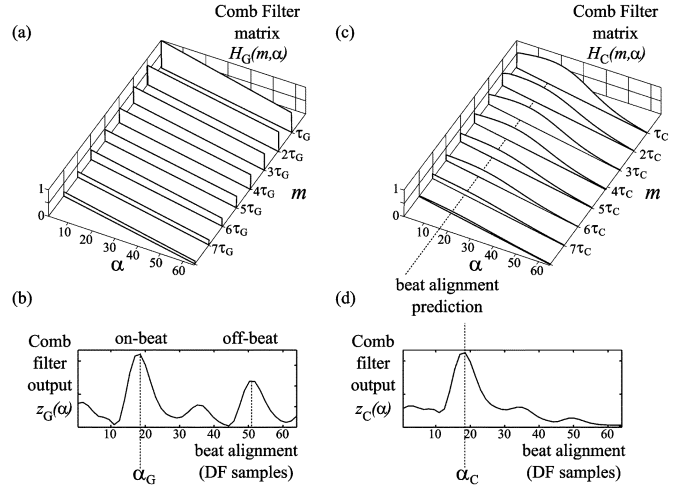 (a)
Comb Filter
matrix
H_G(m,α)
τ_G
2τ_G
3τ_G
4τ_G
5τ_G
6τ_G
7τ_G
m
1
0
10
20
30
40
50
60
α
(c)
Comb Filter
matrix
H_C(m,α)
τ_C
2τ_C
3τ_C
4τ_C
5τ_C
6τ_C
7τ_C
m
1
0
10
20
30
40
50
60
α
beat alignment
prediction
(b)
on-beat
off-beat
Comb
filter
output
z_G(α)
10
20
30
40
50
60
beat alignment
(DF samples)
α_G
(d)
Comb
filter
output
z_C(α)
10
20
30
40
50
60
beat alignment
(DF samples)
α_C